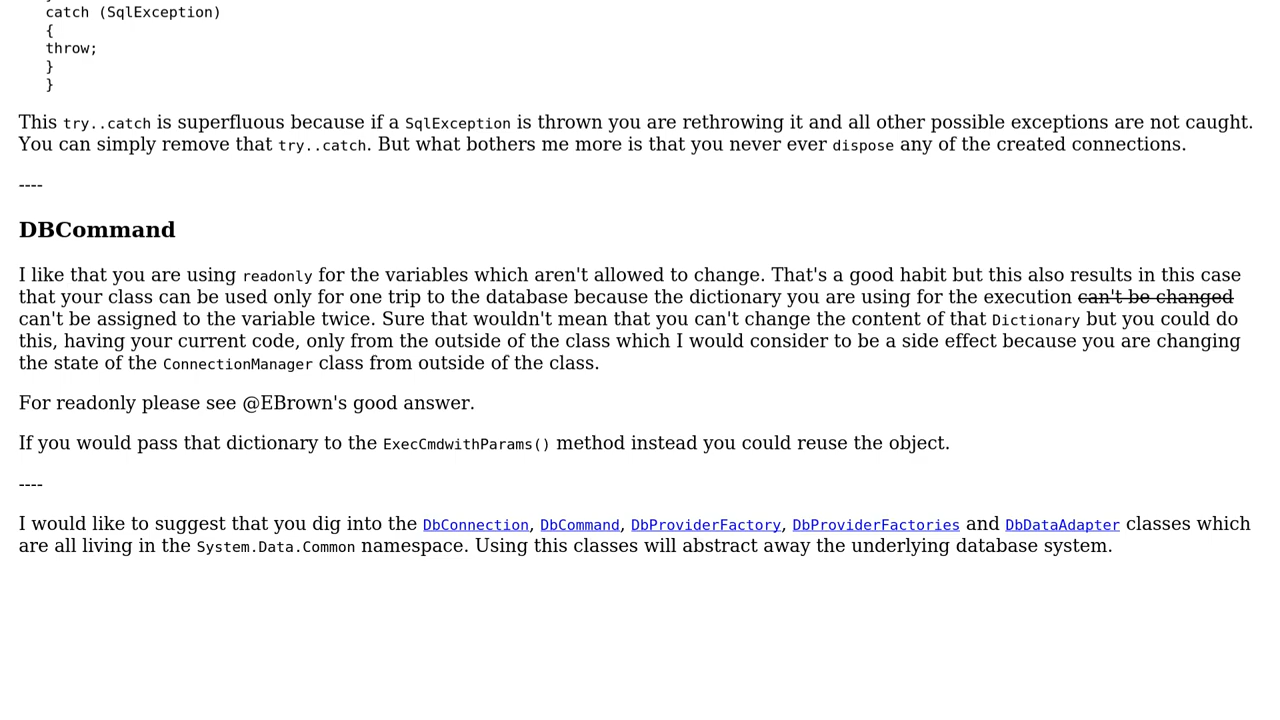 catch (SqlException)
{
throw;
}
}
This try..catch is superfluous because if a SqlException is thrown you are rethrowing it and all other possible exceptions are not caught.
You can simply remove that try..catch. But what bothers me more is that you never ever dispose any of the created connections.
----
DBCommand
I like that you are using readonly for the variables which aren't allowed to change. That's a good habit but this also results in this case
that your class can be used only for one trip to the database because the dictionary you are using for the execution can't be changed
can't be assigned to the variable twice. Sure that wouldn't mean that you can't change the content of that Dictionary but you could do
this, having your current code, only from the outside of the class which I would consider to be a side effect because you are changing
the state of the ConnectionManager class from outside of the class.
For readonly please see @EBrown's good answer.
If you would pass that dictionary to the ExecCmdwithParams() method instead you could reuse the object.
----
I would like to suggest that you dig into the DbConnection, DbCommand, DbProviderFactory, DbProviderFactories and DbDataAdapter classes which
are all living in the System.Data.Common namespace. Using this classes will abstract away the underlying database system.